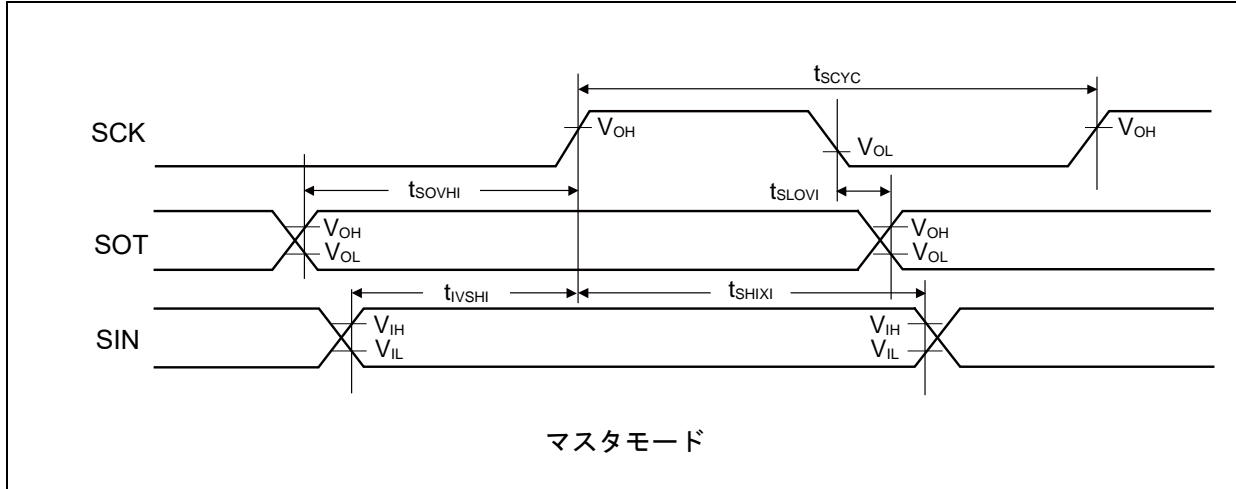 tSCYC
SCK
VOH
VOL
VOH
tSOVHI
tSLOVI
SOT
VOH
VOL
VOH
VOL
tIVSHI
tSHIXI
SIN
VIH
VIL
VIH
VIL
マスタモード